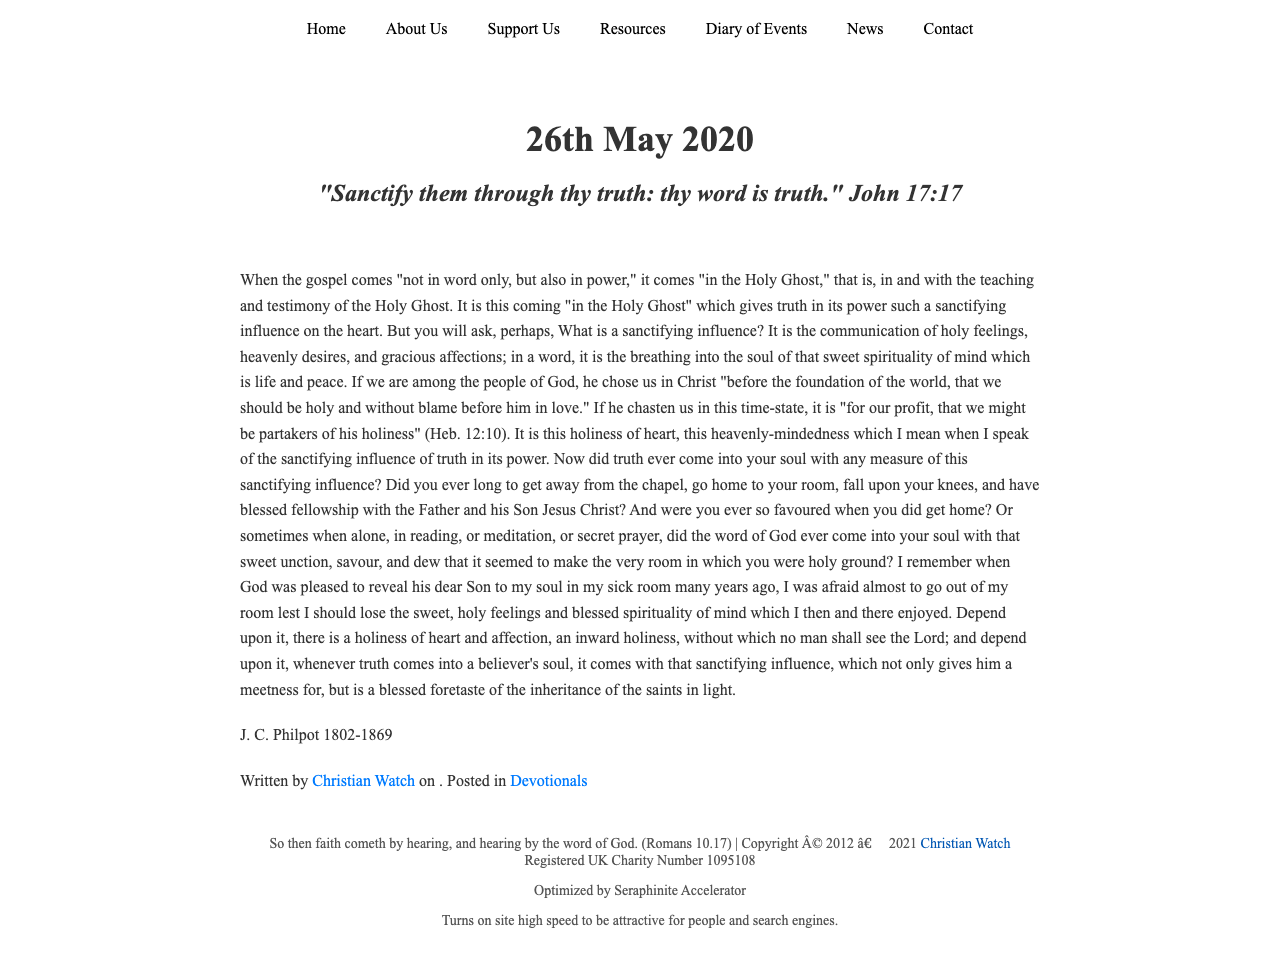 Home About Us Support Us Resources Diary of Events News Contact
26th May 2020
"Sanctify them through thy truth: thy word is truth." John 17:17
When the gospel comes "not in word only, but also in power," it comes "in the Holy Ghost," that is, in and with the teaching
and testimony of the Holy Ghost. It is this coming "in the Holy Ghost" which gives truth in its power such a sanctifying
influence on the heart. But you will ask, perhaps, What is a sanctifying influence? It is the communication of holy feelings,
heavenly desires, and gracious affections; in a word, it is the breathing into the soul of that sweet spirituality of mind which
is life and peace. If we are among the people of God, he chose us in Christ "before the foundation of the world, that we
should be holy and without blame before him in love." If he chasten us in this time-state, it is "for our profit, that we might
be partakers of his holiness" (Heb. 12:10). It is this holiness of heart, this heavenly-mindedness which I mean when I speak
of the sanctifying influence of truth in its power. Now did truth ever come into your soul with any measure of this
sanctifying influence? Did you ever long to get away from the chapel, go home to your room, fall upon your knees, and have
blessed fellowship with the Father and his Son Jesus Christ? And were you ever so favoured when you did get home? Or
sometimes when alone, in reading, or meditation, or secret prayer, did the word of God ever come into your soul with that
sweet unction, savour, and dew that it seemed to make the very room in which you were holy ground? I remember when
God was pleased to reveal his dear Son to my soul in my sick room many years ago, I was afraid almost to go out of my
room lest I should lose the sweet, holy feelings and blessed spirituality of mind which I then and there enjoyed. Depend
upon it, there is a holiness of heart and affection, an inward holiness, without which no man shall see the Lord; and depend
upon it, whenever truth comes into a believer's soul, it comes with that sanctifying influence, which not only gives him a
meetness for, but is a blessed foretaste of the inheritance of the saints in light.
J. C. Philpot 1802-1869
Written by Christian Watch on . Posted in Devotionals
So then faith cometh by hearing, and hearing by the word of God. (Romans 10.17) | Copyright Â© 2012 â€ 2021 Christian Watch
Registered UK Charity Number 1095108
Optimized by Seraphinite Accelerator
Turns on site high speed to be attractive for people and search engines.